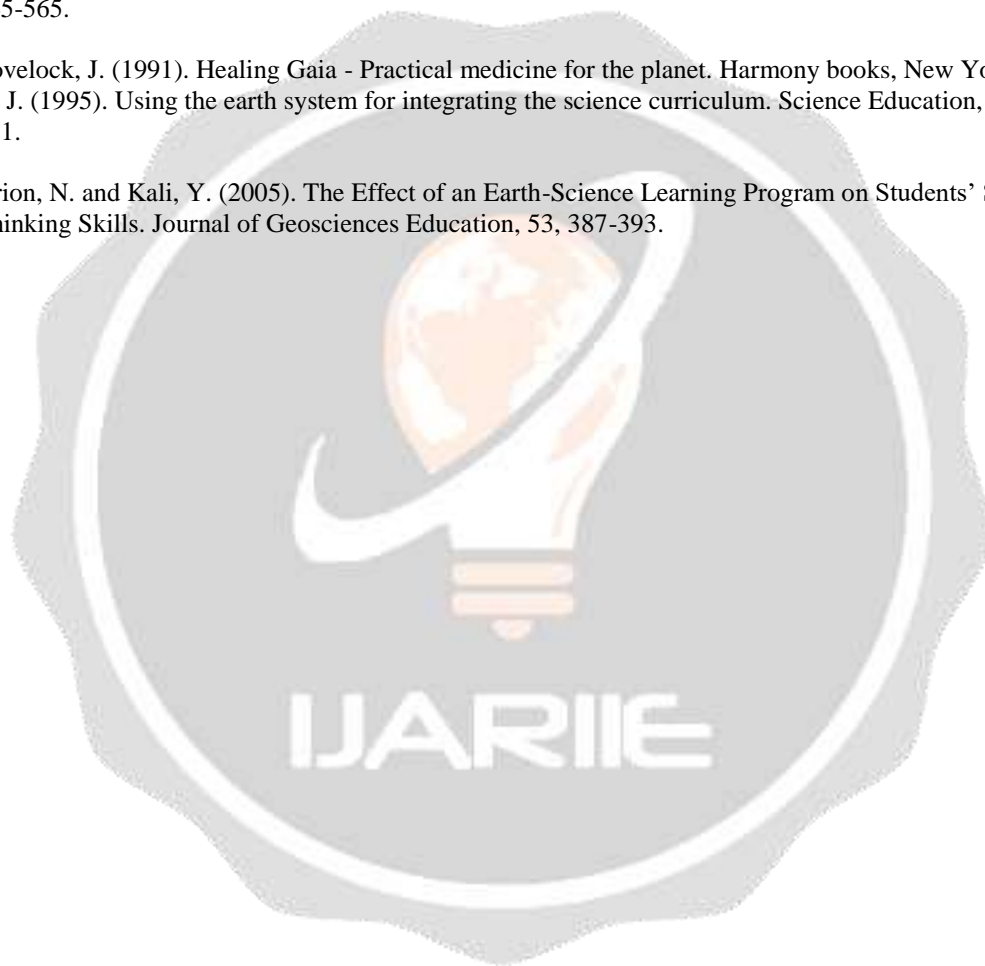 5-565.
ovelock, J. (1991). Healing Gaia - Practical medicine for the planet. Harmony books, New Yo
J. (1995). Using the earth system for integrating the science curriculum. Science Education,
1.
rion, N. and Kali, Y. (2005). The Effect of an Earth-Science Learning Program on Students’ S
hinking Skills. Journal of Geosciences Education, 53, 387-393.
IJARIIE